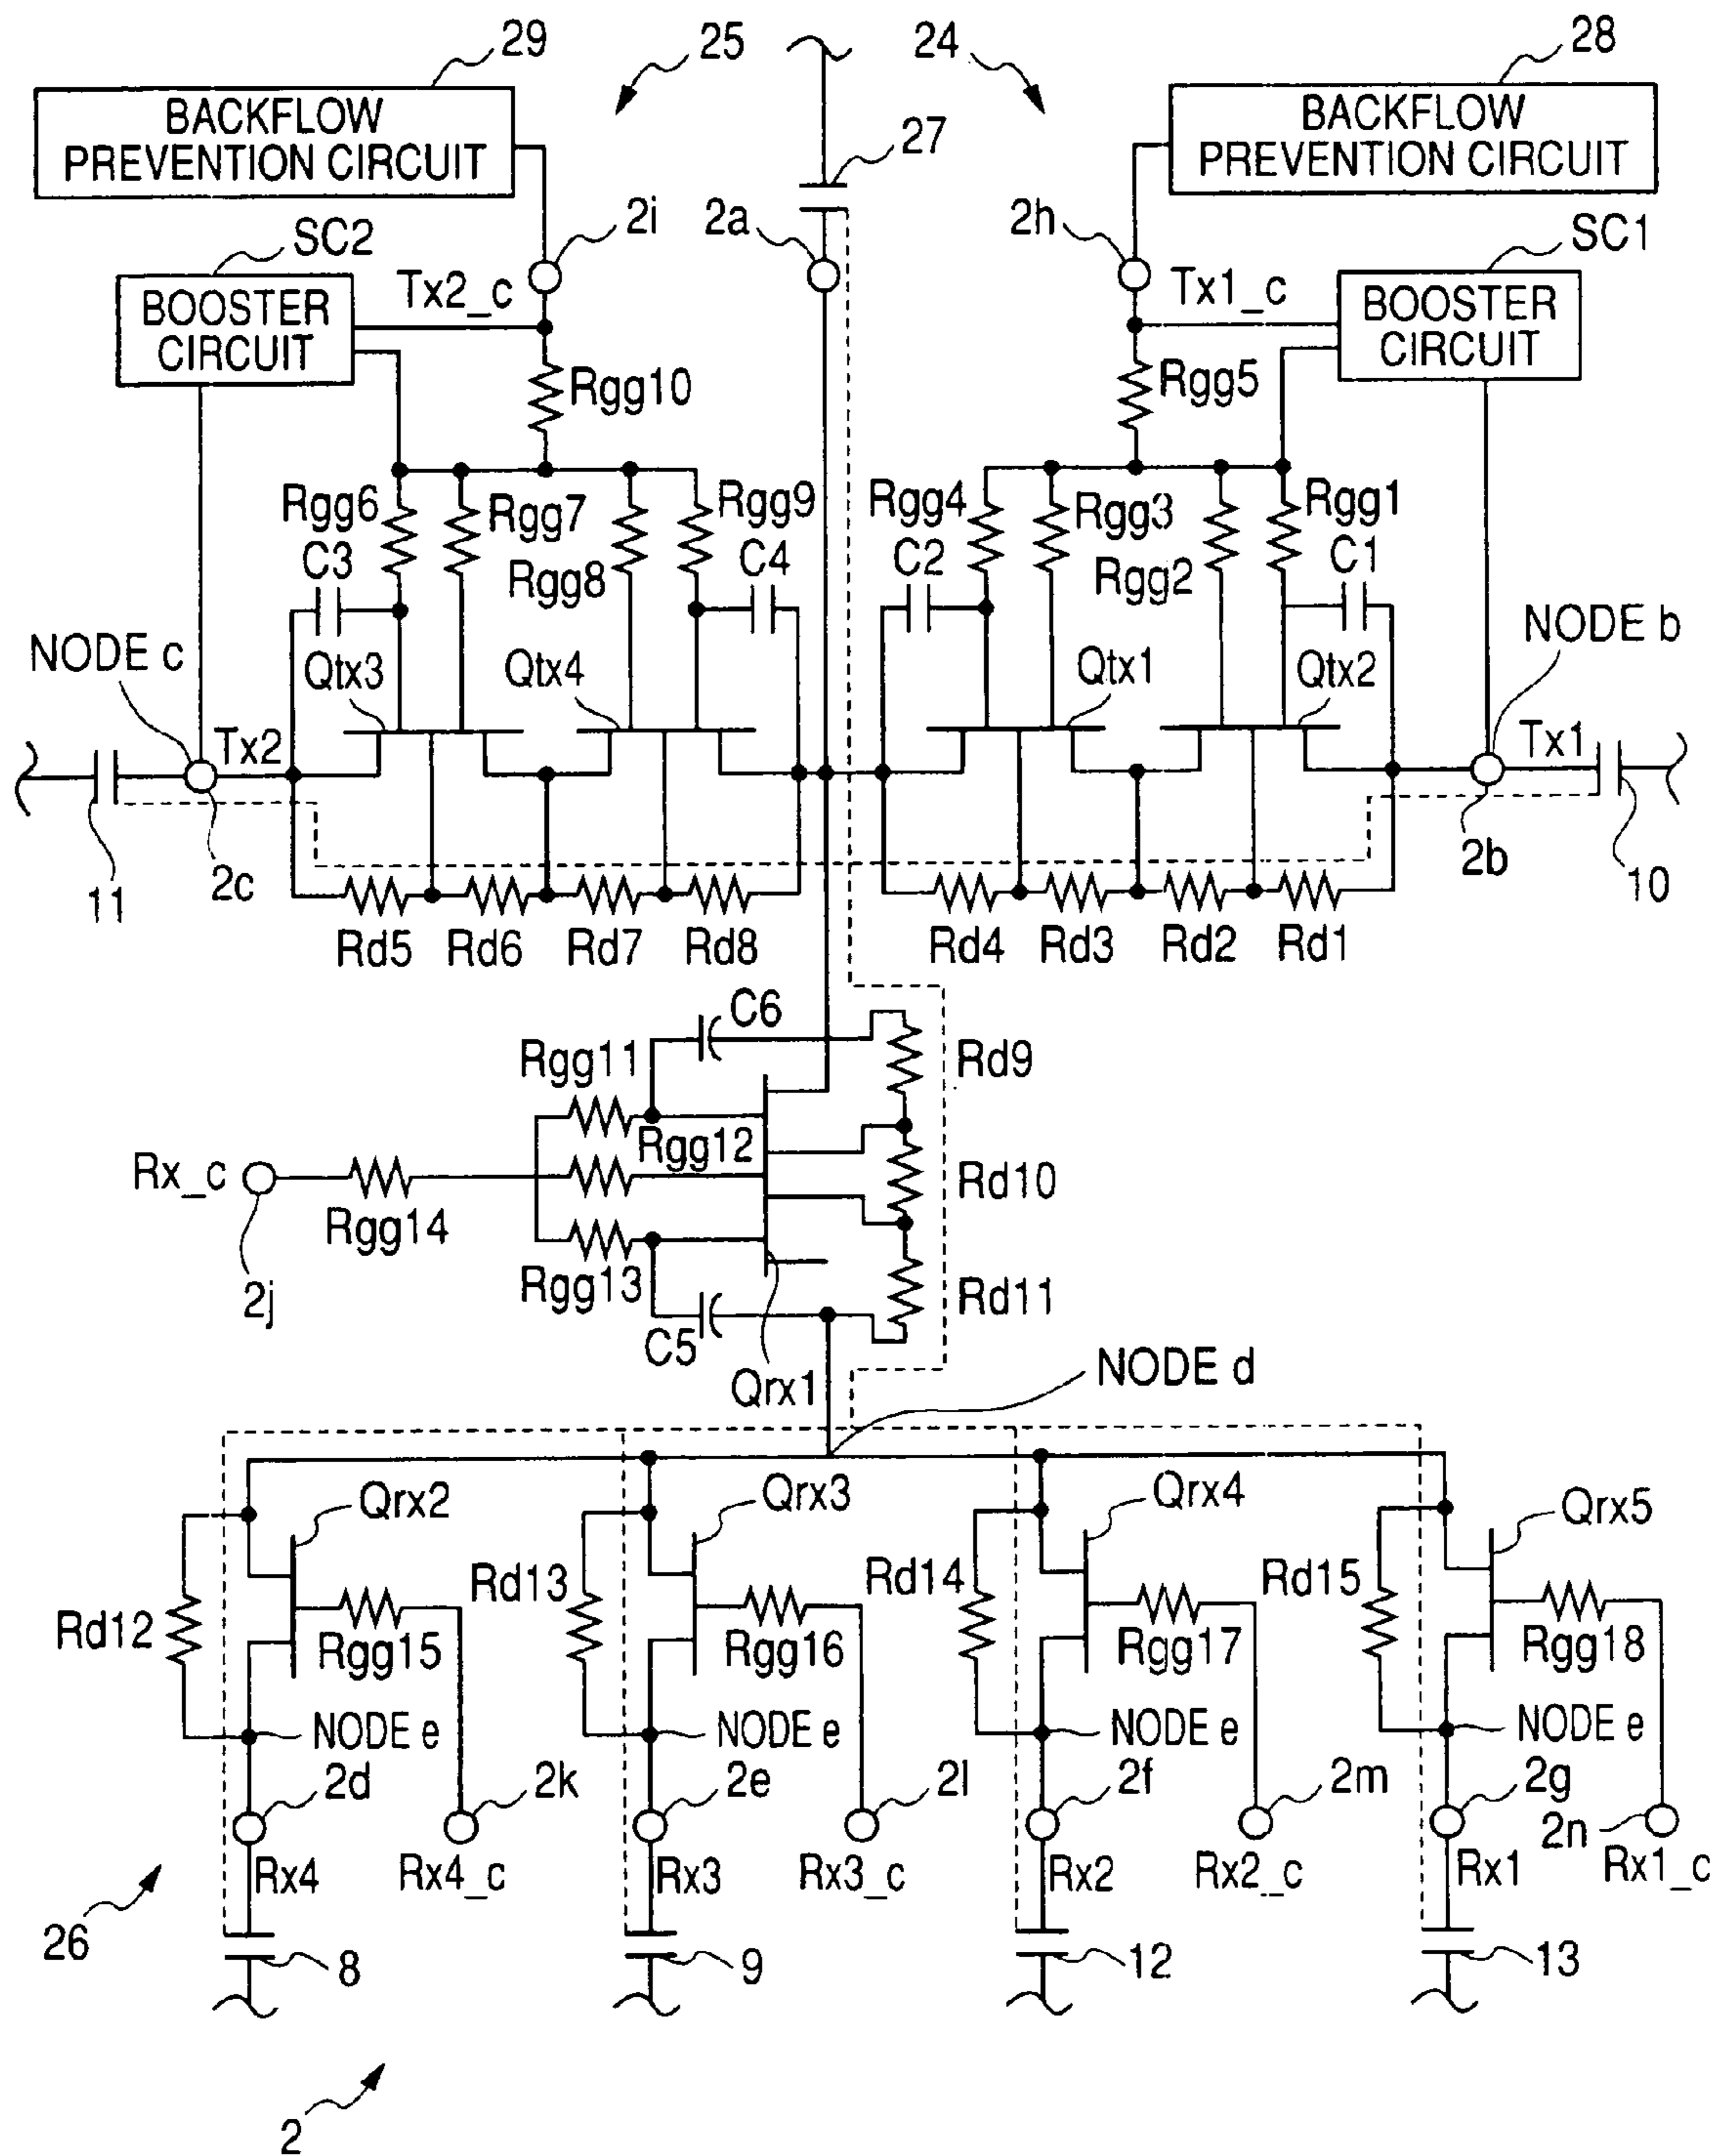 29
25
24
28
BACKFLOW
PREVENTION CIRCUIT
27
BACKFLOW
PREVENTION CIRCUIT
SC2
2i
2a
2h
SC1
BOOSTER
CIRCUIT
Tx2_c
Tx1_c
BOOSTER
CIRCUIT
Rgg10
Rgg5
Rgg6
Rgg7
Rgg9
Rgg4
Rgg3
Rgg1
C3
Rgg8
C4
C2
Rgg2
C1
NODE c
Qtx3
Qtx4
Qtx1
Qtx2
NODE b
Tx2
Tx1
11
2c
2b
10
Rd5
Rd6
Rd7
Rd8
Rd4
Rd3
Rd2
Rd1
C6
Rgg11
Rd9
Rgg12
Rx_c
Rd10
Rgg14
Rgg13
2j
C5
Rd11
Qrx1
NODE d
Qrx2
Qrx3
Qrx4
Qrx5
Rd12
Rd13
Rd14
Rd15
Rgg15
Rgg16
Rgg17
Rgg18
NODE e
NODE e
NODE e
NODE e
2d
2k
2e
2l
2f
2m
2g
2n
Rx4
Rx4_c
Rx3
Rx3_c
Rx2
Rx2_c
Rx1
Rx1_c
26
8
9
12
13
2